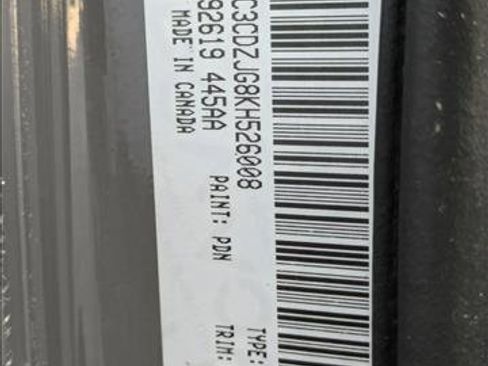 C3CDZJG8KH526008 TYPE:
92619 445AA PAINT: PDN TRIM:
MADE IN CANADA